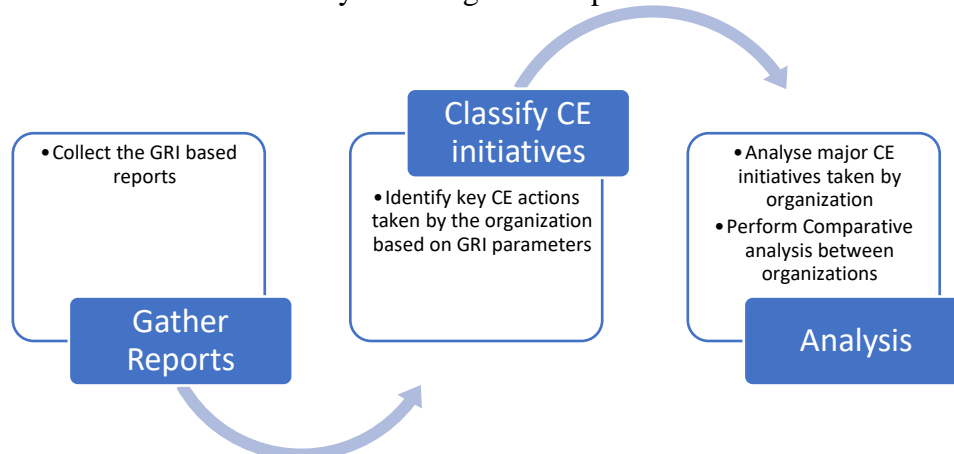 • Collect the GRI based
reports
Gather
Reports
Classify CE
initiatives
• Identify key CE actions
taken by the organization
based on GRI parameters
• Analyse major CE
initiatives taken by
organization
• Perform Comparative
analysis between
organizations
Analysis